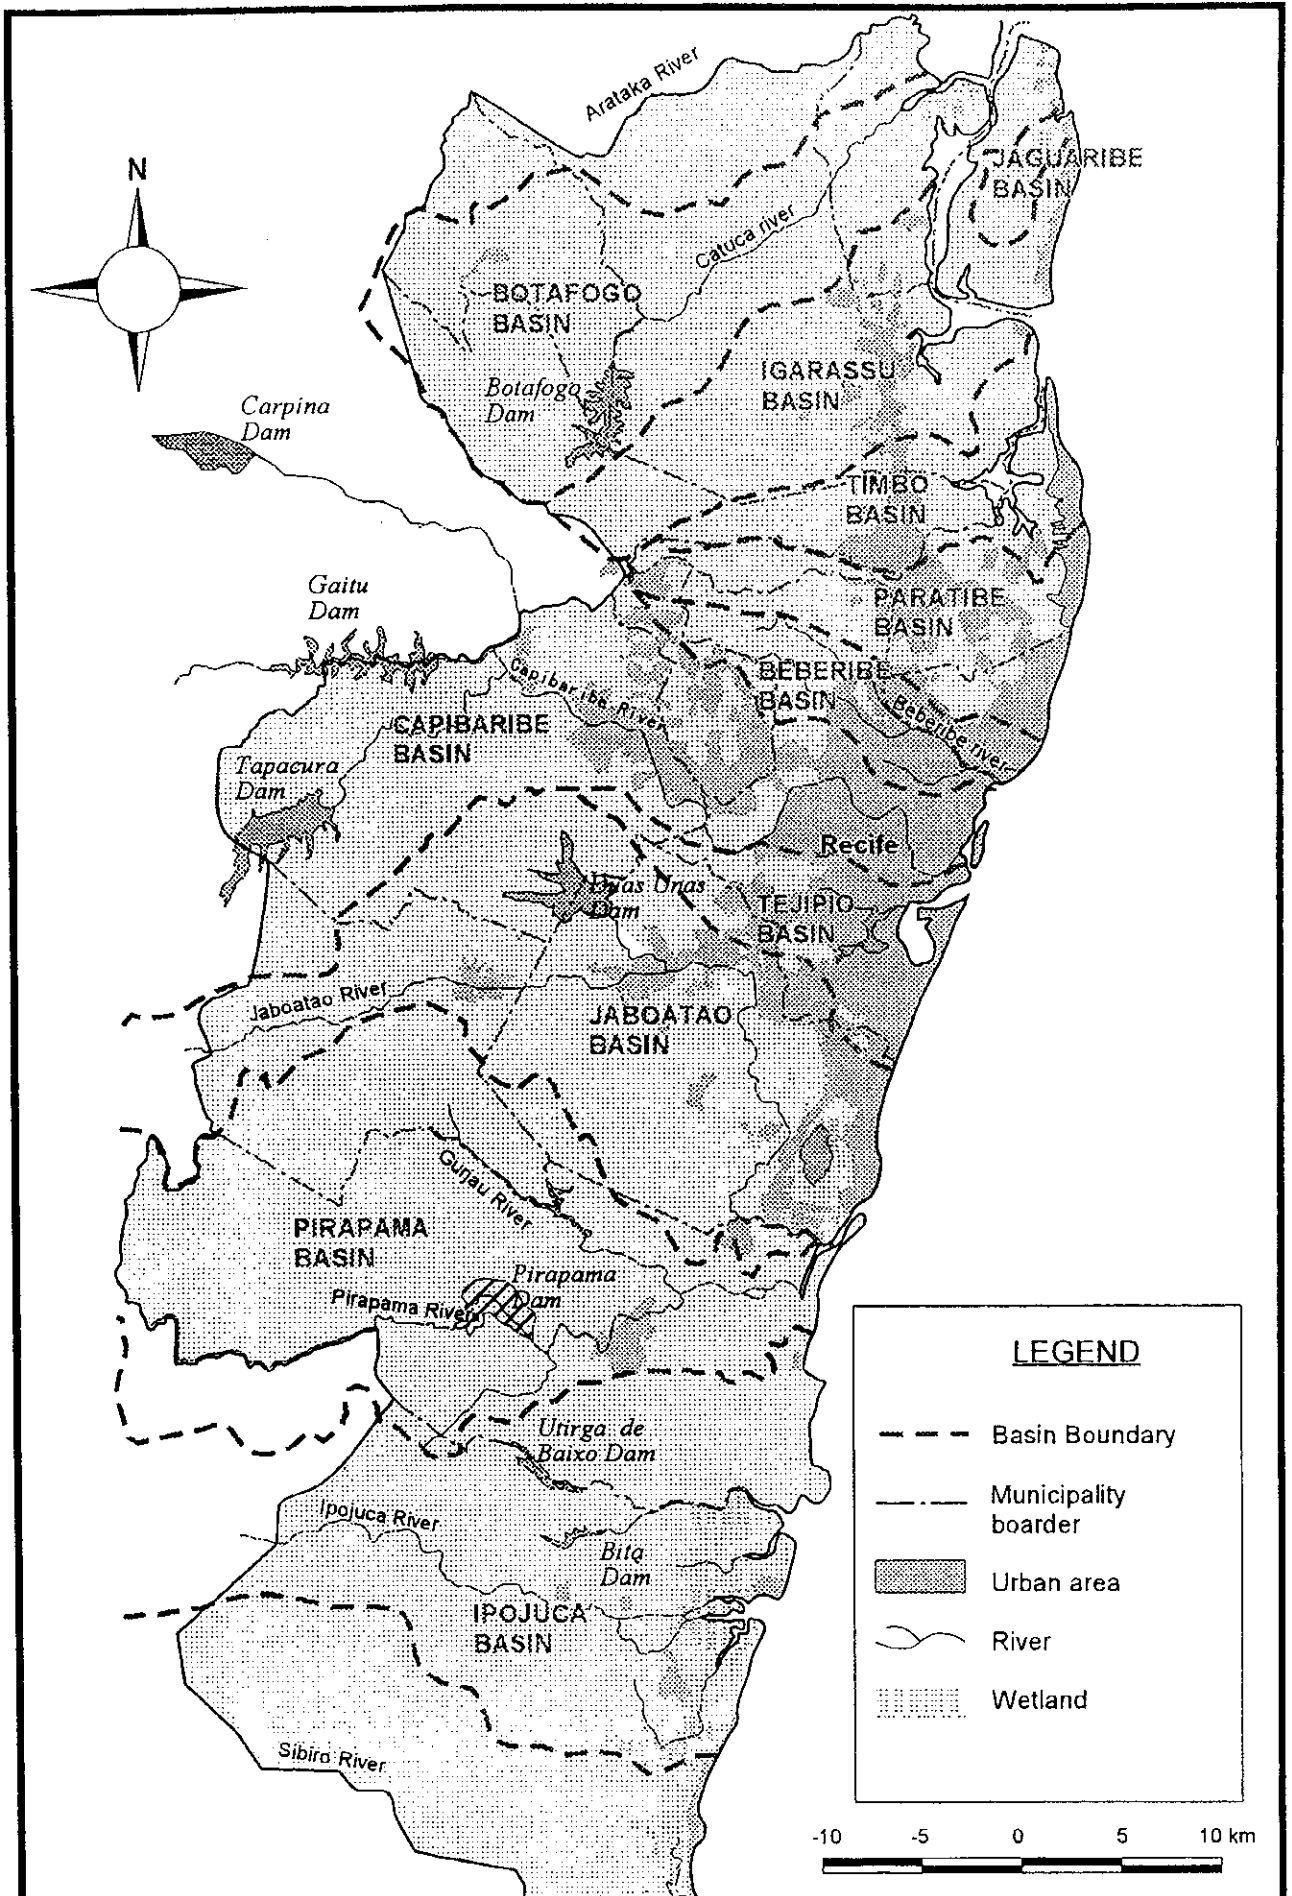 Arataka River
N
JAGUARIBE
BASIN
Catuca river
BOTAFOGO
BASIN
IGARASSU
BASIN
Botafogo
Dam
Carpina
Dam
TIMBO
BASIN
Gaitu
Dam
PARATIBE
BASIN
BEBERIBE
BASIN
Capibaribe River
Beberibe river
CAPIBARIBE
BASIN
Tapacura
Dam
Recife
Duas Unas
Dam
TEJIPIO
BASIN
Jaboatao River
JABOATAO
BASIN
Gurjau River
PIRAPAMA
BASIN
Pirapama
Dam
Pirapama River
LEGEND
Basin Boundary
Municipality
boarder
Urban area
River
Wetland
Utirga de
Baixo Dam
Ipojuca River
Bita
Dam
IPOJUCA
BASIN
Sibiro River
-10 -5 0 5 10 km